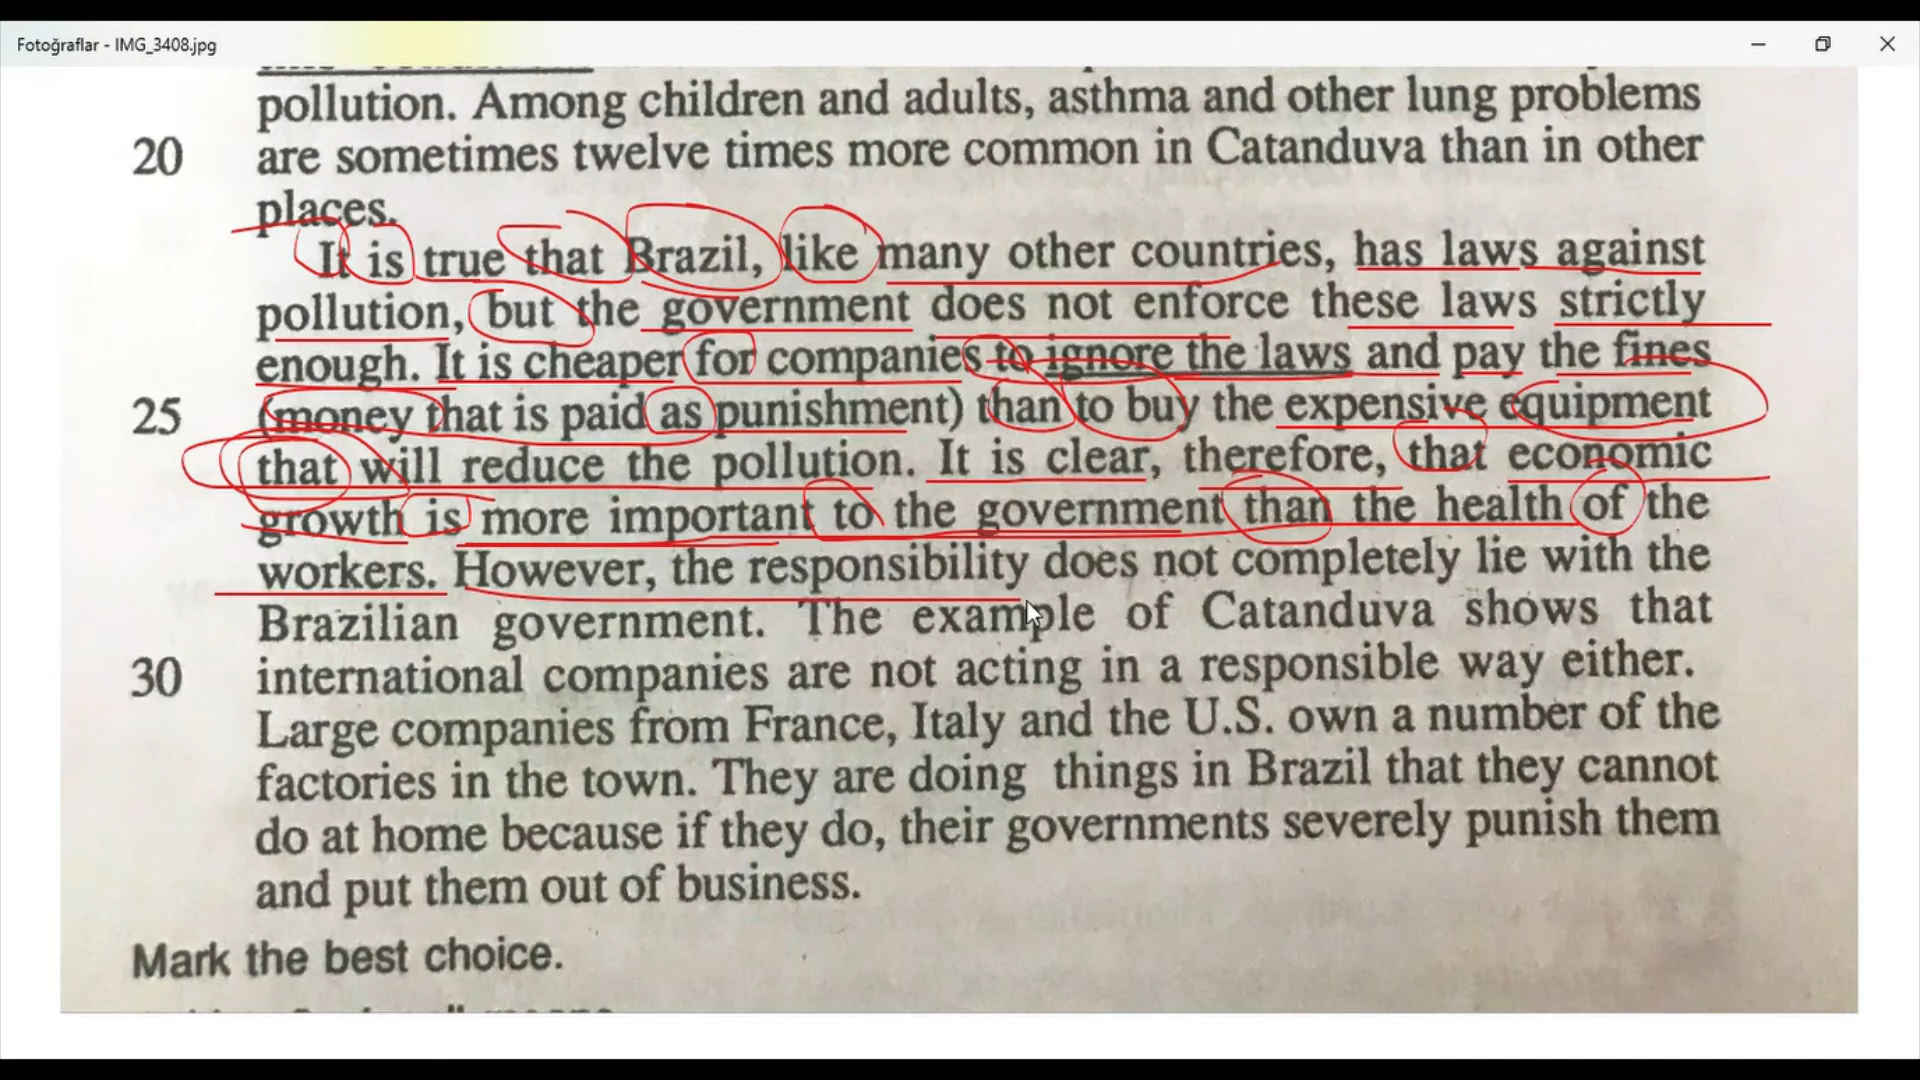 Fotoğraflar - IMG_3408.jpg
pollution. Among children and adults, asthma and other lung problems
20 are sometimes twelve times more common in Catanduva than in other
places.
It is true that Brazil, like many other countries, has laws against
pollution, but the government does not enforce these laws strictly
enough. It is cheaper for companies to ignore the laws and pay the fines
25 (money that is paid as punishment) than to buy the expensive equipment
that will reduce the pollution. It is clear, therefore, that economic
growth is more important to the government than the health of the
workers. However, the responsibility does not completely lie with the
Brazilian government. The example of Catanduva shows that
30 international companies are not acting in a responsible way either.
Large companies from France, Italy and the U.S. own a number of the
factories in the town. They are doing things in Brazil that they cannot
do at home because if they do, their governments severely punish them
and put them out of business.
Mark the best choice.